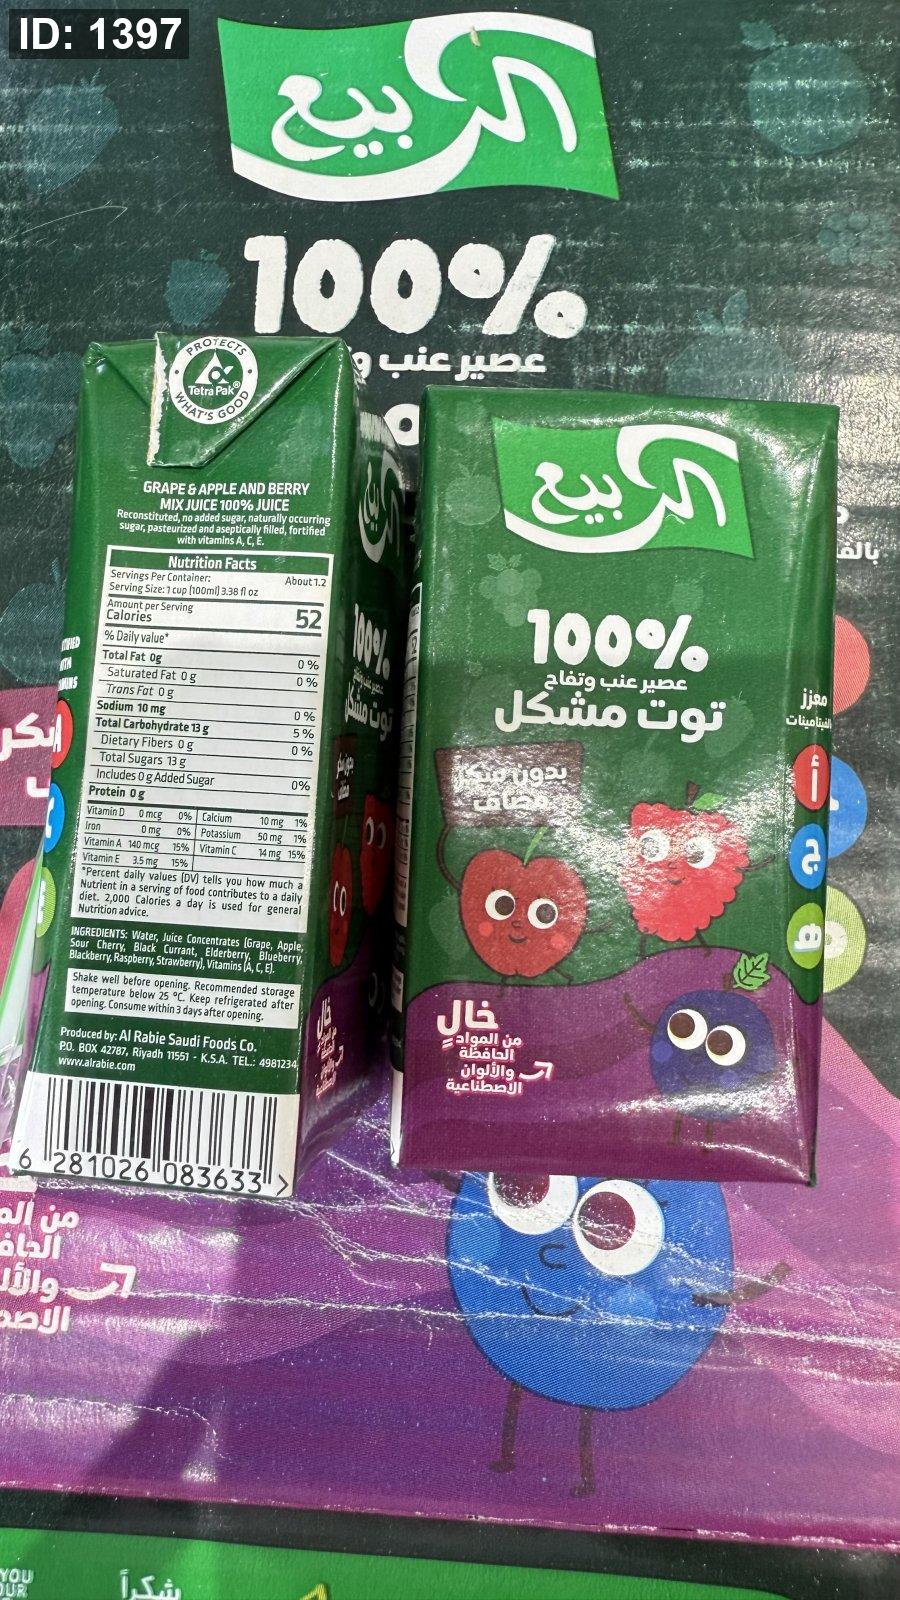 ID: 1397
الربيع
100%
عصير عنب و
PROTECTS
Tetra Pak®
WHAT'S GOOD
GRAPE & APPLE AND BERRY
MIX JUICE 100% JUICE
Reconstituted, no added sugar, naturally occurring
sugar, pasteurized and aseptically filled, fortified
with vitamins A, C, E.
Nutrition Facts
Servings Per Container: About 1.2
Serving Size: 1 cup (100ml) 3.38 fl oz
Amount per Serving
Calories 52
% Daily value*
Total Fat 0g 0 %
Saturated Fat 0 g 0 %
Trans Fat 0 g
Sodium 10 mg 0 %
Total Carbohydrate 13 g 5 %
Dietary Fibers 0 g 0 %
Total Sugars 13 g
Includes 0 g Added Sugar 0%
Protein 0 g
Vitamin D 0 mcg 0% Calcium 10 mg 1%
Iron 0 mg 0% Potassium 50 mg 1%
Vitamin A 140 mcg 15% Vitamin C 14 mg 15%
Vitamin E 3.5 mg 15%
*Percent daily values (DV) tells you how much a
Nutrient in a serving of food contributes to a daily
diet. 2,000 Calories a day is used for general
Nutrition advice.
INGREDIENTS: Water, Juice Concentrates (Grape, Apple,
Sour Cherry, Black Currant, Elderberry, Blueberry,
Blackberry, Raspberry, Strawberry), Vitamins (A, C, E).
Shake well before opening. Recommended storage
temperature below 25 °C. Keep refrigerated after
opening. Consume within 3 days after opening.
Produced by: Al Rabie Saudi Foods Co.
P.O. BOX 42787, Riyadh 11551 - K.S.A. TEL.: 4981234
www.alrabie.com
6 281026 083633 >
100%
الربيع
100%
عصير عنب وتفاح
توت مشكل
معزز
بالفيتامينات
أ
ج
هـ
بدون سكر
مضاف
خالٍ
من المواد
الحافظة
والألوان
الاصطناعية
من الم
الحاف
والأل
الاص
شكراً
YOU